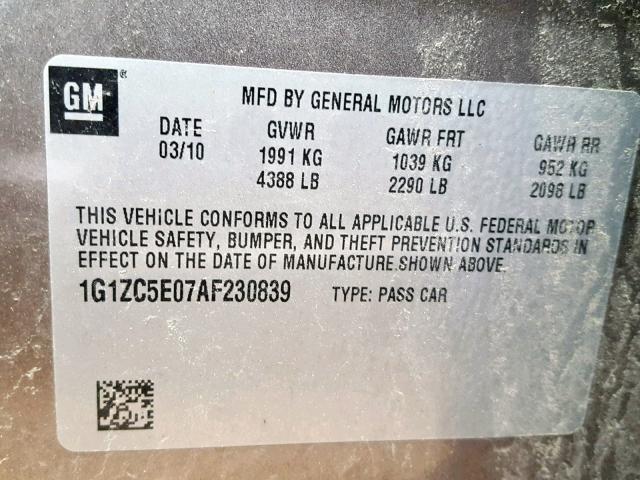 GM®
MFD BY GENERAL MOTORS LLC
DATE GVWR GAWR FRT GAWR RR
03/10 1991 KG 1039 KG 952 KG
4388 LB 2290 LB 2098 LB
THIS VEHICLE CONFORMS TO ALL APPLICABLE U.S. FEDERAL MOTOR
VEHICLE SAFETY, BUMPER, AND THEFT PREVENTION STANDARDS IN
EFFECT ON THE DATE OF MANUFACTURE SHOWN ABOVE.
1G1ZC5E07AF230839 TYPE: PASS CAR